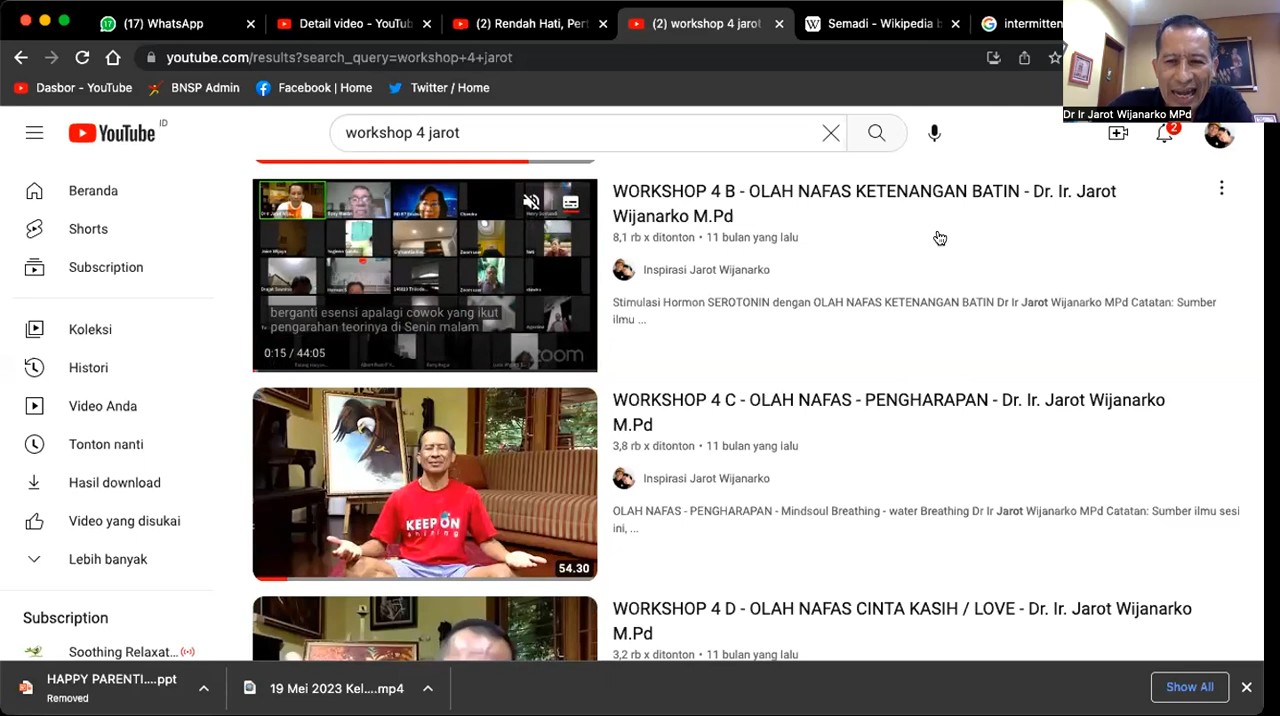 (17) WhatsApp
Detail video - YouTu
(2) Rendah Hati, Per
(2) workshop 4 jarot
Semadi - Wikipedia b
intermitten
youtube.com/results?search_query=workshop+4+jarot
Dasbor - YouTube
BNSP Admin
Facebook | Home
Twitter / Home
Dr Ir Jarot Wijanarko MPd
YouTube ID
workshop 4 jarot
2
Beranda
Shorts
Subscription
Koleksi
Histori
Video Anda
Tonton nanti
Hasil download
Video yang disukai
Lebih banyak
Subscription
Soothing Relaxat...
berganti esensi apalagi cowok yang ikut
pengarahan teorinya di Senin malam
0:15 / 44:05
zoom
WORKSHOP 4 B - OLAH NAFAS KETENANGAN BATIN - Dr. Ir. Jarot
Wijanarko M.Pd
8,1 rb x ditonton • 11 bulan yang lalu
Inspirasi Jarot Wijanarko
Stimulasi Hormon SEROTONIN dengan OLAH NAFAS KETENANGAN BATIN Dr Ir Jarot Wijanarko MPd Catatan: Sumber
ilmu ...
KEEP ON
shining
54.30
WORKSHOP 4 C - OLAH NAFAS - PENGHARAPAN - Dr. Ir. Jarot Wijanarko
M.Pd
3,8 rb x ditonton • 11 bulan yang lalu
Inspirasi Jarot Wijanarko
OLAH NAFAS - PENGHARAPAN - Mindsoul Breathing - water Breathing Dr Ir Jarot Wijanarko MPd Catatan: Sumber ilmu sesi
ini, ...
WORKSHOP 4 D - OLAH NAFAS CINTA KASIH / LOVE - Dr. Ir. Jarot Wijanarko
M.Pd
3,2 rb x ditonton • 11 bulan yang lalu
HAPPY PARENTI....ppt
Removed
19 Mei 2023 Kel....mp4
Show All